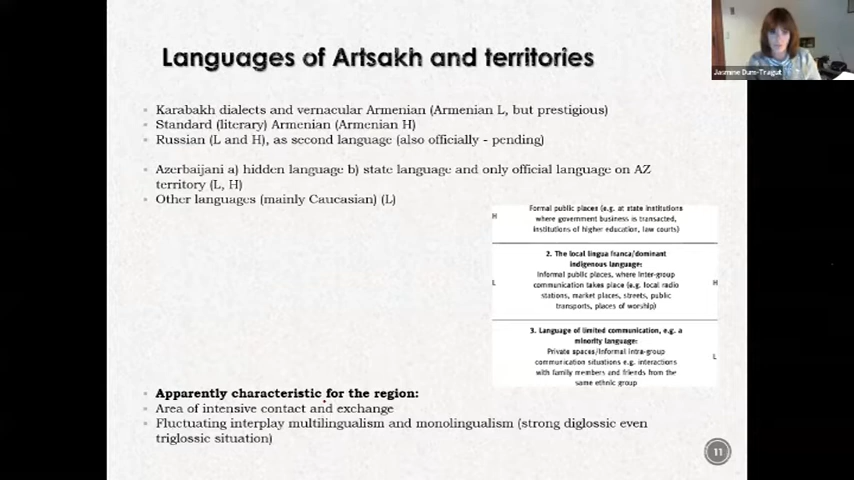 Languages of Artsakh and territories
Jasmine Dum-Tragut
Karabakh dialects and vernacular Armenian (Armenian L, but prestigious)
Standard (literary) Armenian (Armenian H)
Russian (L and H), as second language (also officially - pending)
Azerbaijani a) hidden language b) state language and only official language on AZ
territory (L, H)
Other languages (mainly Caucasian) (L)
H
Formal public places (e.g. at state institutions
where government business is transacted,
institutions of higher education, law courts)
2. The local lingua franca/dominant
indigenous language:
L
Informal public places, where inter-group
communication takes place (e.g. local radio
stations, market places, streets, public
transports, places of worship)
H
3. Language of limited communication, e.g. a
minority language:
Private spaces/Informal intra-group
communication situations e.g. interactions
with family members and friends from the
same ethnic group
L
Apparently characteristic for the region:
Area of intensive contact and exchange
Fluctuating interplay multilingualism and monolingualism (strong diglossic even
triglossic situation)
11